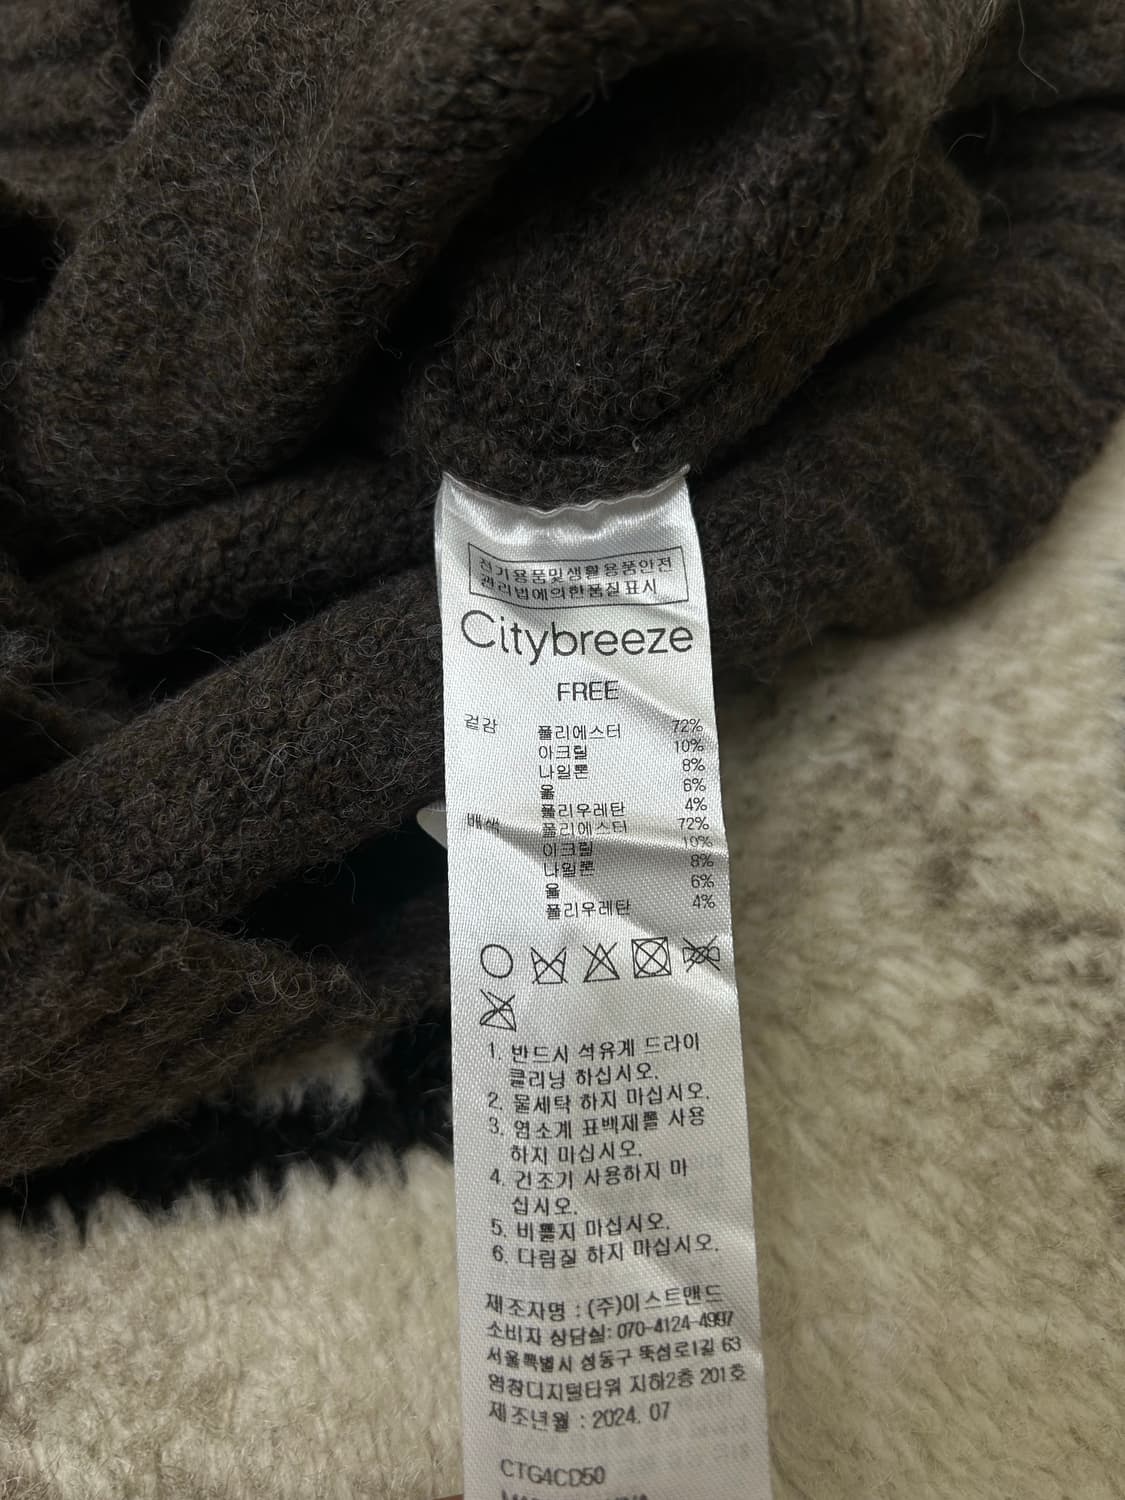 전기용품및생활용품안전
관리법에의한품질표시
Citybreeze
FREE
겉감 폴리에스터 72%
아크릴 10%
나일론 8%
울 6%
폴리우레탄 4%
배색 폴리에스터 72%
아크릴 10%
나일론 8%
울 6%
폴리우레탄 4%
1. 반드시 석유계 드라이
클리닝 하십시오.
2. 물세탁 하지 마십시오.
3. 염소계 표백제를 사용
하지 마십시오.
4. 건조기 사용하지 마
십시오.
5. 비틀지 마십시오.
6. 다림질 하지 마십시오.
제조자명 : (주)이스트앤드
소비자 상담실: 070-4124-4997
서울특별시 성동구 뚝섬로1길 63
영창디지털타워 지하2층 201호
제조년월 : 2024. 07
CTG4CD50